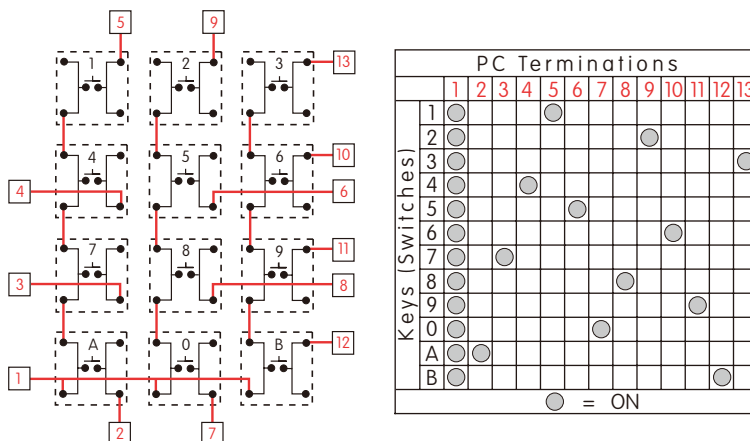 5 9
1 2 3 13
10
4 5 6
4 6
11
7 8 9
3 8
12
A 0 B
1
2 7
PC Terminations
1 2 3 4 5 6 7 8 9 10 11 12 13
Keys (Switches)
1
2
3
4
5
6
7
8
9
0
A
B
= ON